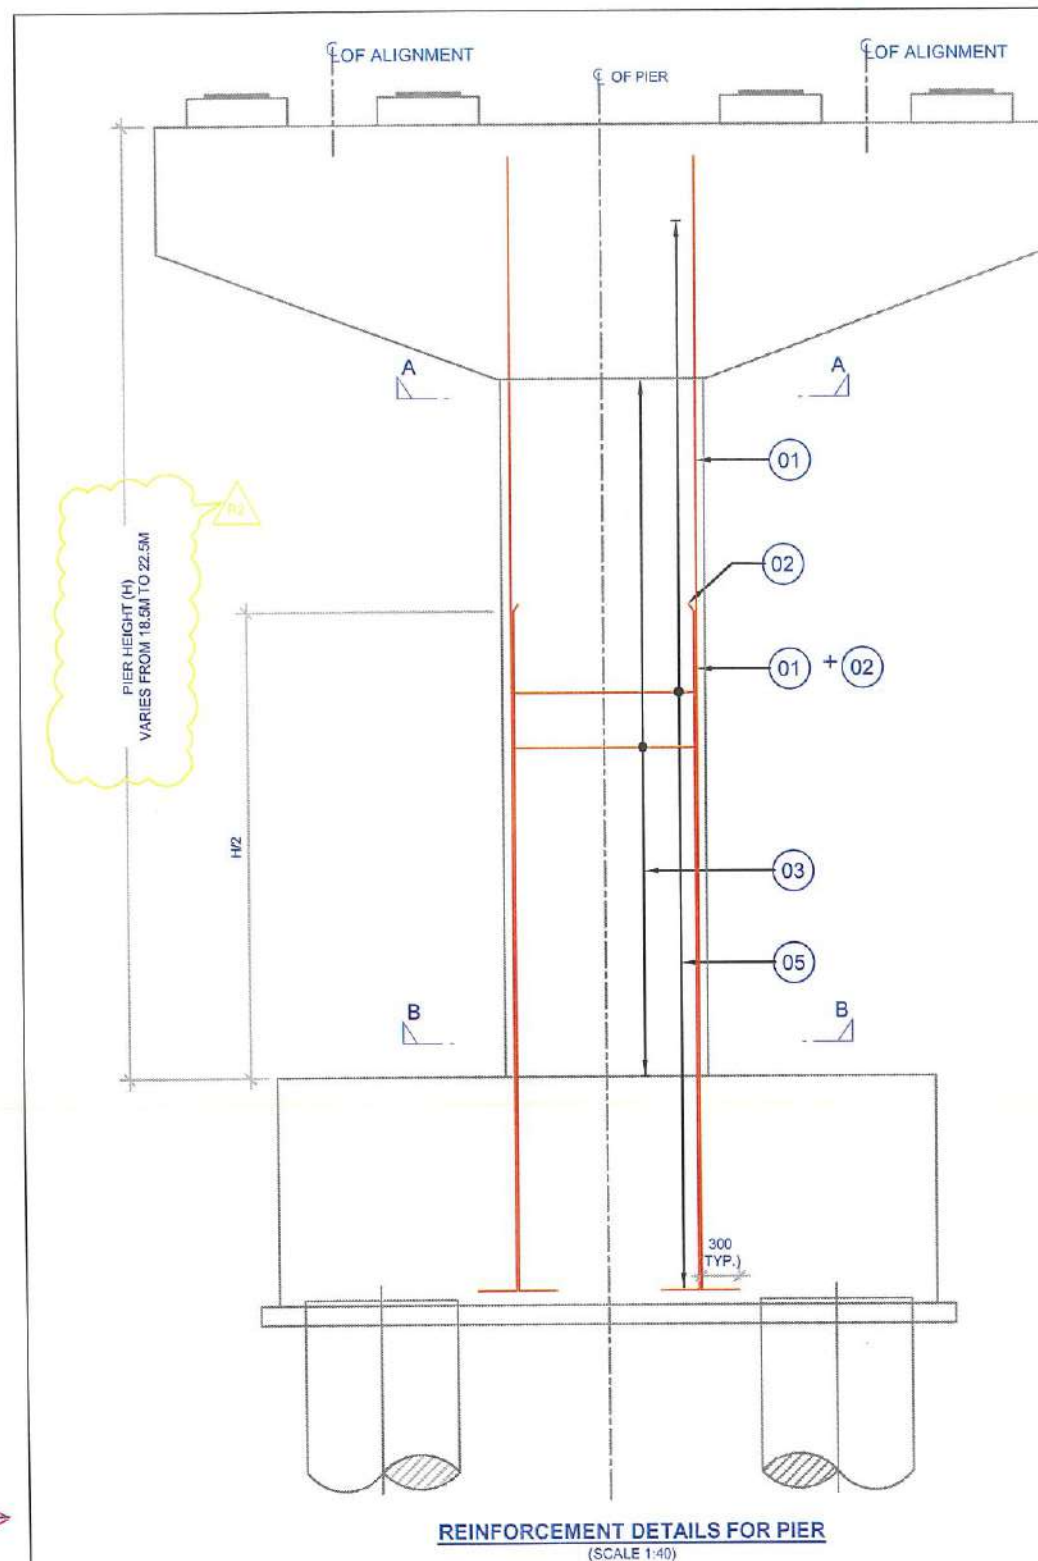 ℄ OF ALIGNMENT
℄ OF PIER
℄ OF ALIGNMENT
A
A
01
R2
02
PIER HEIGHT (H)
VARIES FROM 18.5M TO 22.5M
01 + 02
H/2
03
05
B
B
300
TYP.)
REINFORCEMENT DETAILS FOR PIER
(SCALE 1:40)